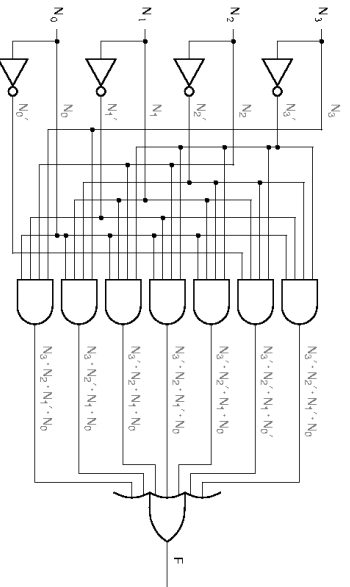 N₃
N₃
N₃′
N₂
N₂
N₂′
N₁
N₁
N₁′
N₀
N₀
N₀′
N₃′ · N₂′ · N₁′ · N₀
N₃′ · N₂′ · N₁ · N₀′
N₃′ · N₂′ · N₁ · N₀
N₃′ · N₂ · N₁′ · N₀
N₃′ · N₂ · N₁ · N₀
N₃ · N₂′ · N₁ · N₀
N₃ · N₂ · N₁′ · N₀
F